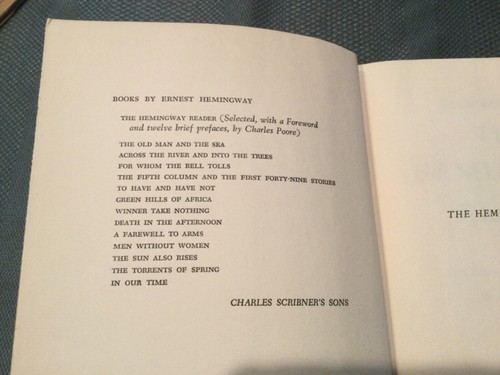 BOOKS BY ERNEST HEMINGWAY
THE HEMINGWAY READER (Selected, with a Foreword
and twelve brief prefaces, by Charles Poore)
THE OLD MAN AND THE SEA
ACROSS THE RIVER AND INTO THE TREES
FOR WHOM THE BELL TOLLS
THE FIFTH COLUMN AND THE FIRST FORTY-NINE STORIES
TO HAVE AND HAVE NOT
GREEN HILLS OF AFRICA
WINNER TAKE NOTHING
DEATH IN THE AFTERNOON
A FAREWELL TO ARMS
MEN WITHOUT WOMEN
THE SUN ALSO RISES
THE TORRENTS OF SPRING
IN OUR TIME
CHARLES SCRIBNER'S SONS
THE HEM